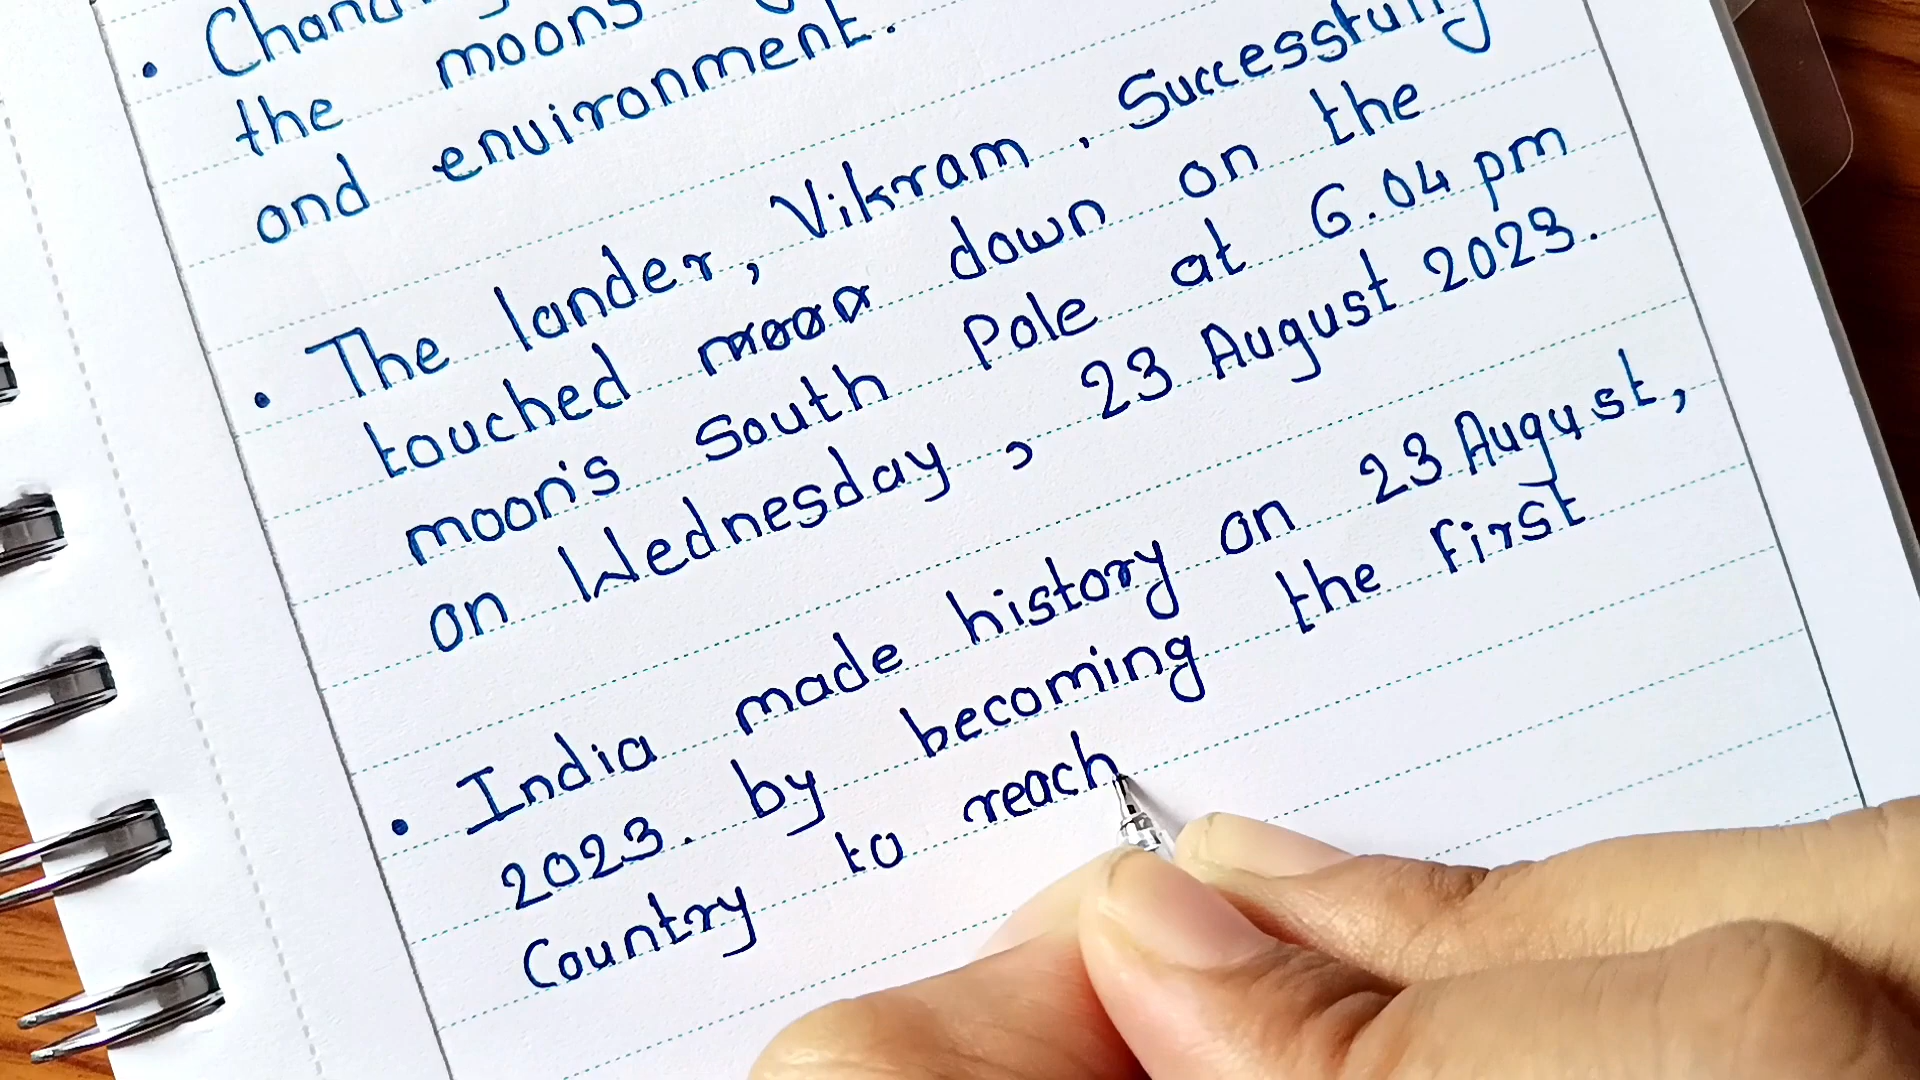 • Chand
the moons
and environment.
• The lander, Vikram. Successfully
touched down on the
moon's South Pole at 6.04 pm
on Wednesday, 23 August 2023.
• India made history on 23 August,
2023. by becoming the first
Country to reach